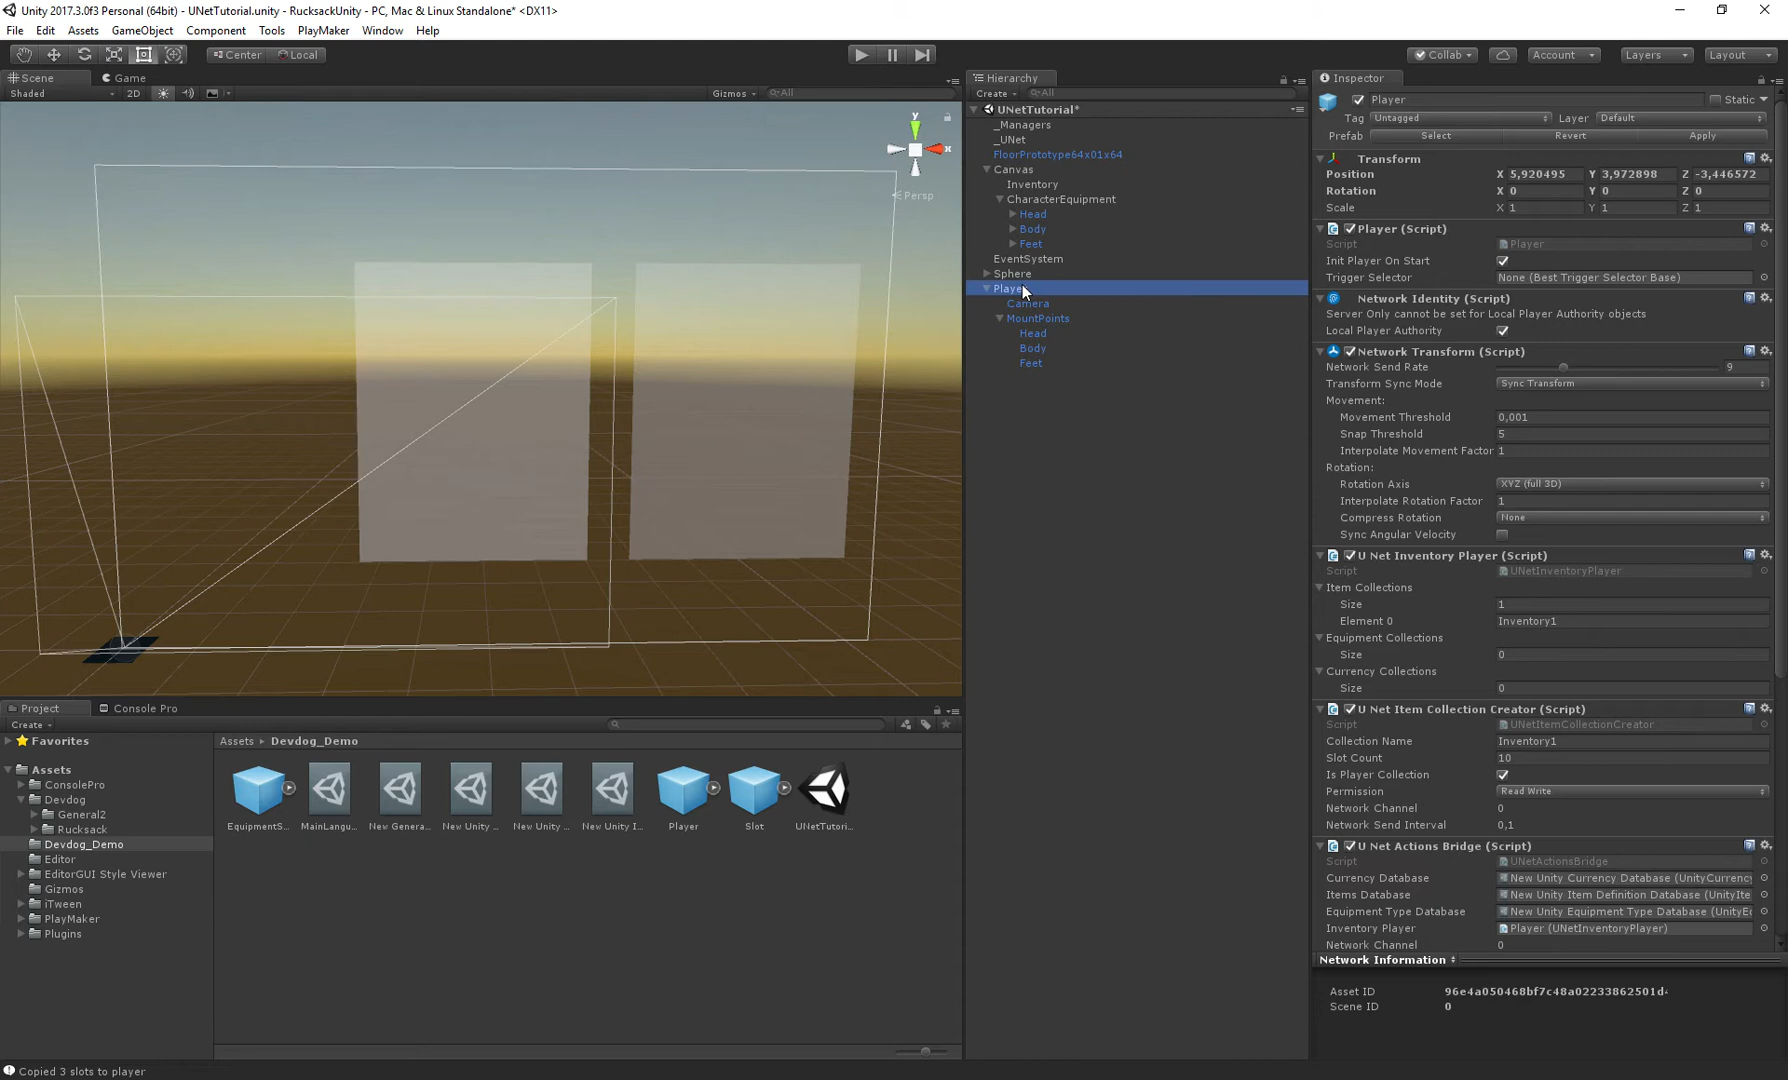 Unity 2017.3.0f3 Personal (64bit) - UNetTutorial.unity - RucksackUnity - PC, Mac & Linux Standalone* <DX11>
File Edit Assets GameObject Component Tools PlayMaker Window Help
Center Local Collab Account Layers Layout
Scene Game
Shaded 2D Gizmos All
y
x
Persp
Hierarchy
Create All
UNetTutorial*
_Managers
_UNet
FloorPrototype64x01x64
Canvas
Inventory
CharacterEquipment
Head
Body
Feet
EventSystem
Sphere
Player
Camera
MountPoints
Head
Body
Feet
Inspector
Player Static
Tag Untagged Layer Default
Prefab Select Revert Apply
Transform
Position X 5,920495 Y 3,972898 Z -3,446572
Rotation X 0 Y 0 Z 0
Scale X 1 Y 1 Z 1
Player (Script)
Script Player
Init Player On Start
Trigger Selector None (Best Trigger Selector Base)
Network Identity (Script)
Server Only cannot be set for Local Player Authority objects
Local Player Authority
Network Transform (Script)
Network Send Rate 9
Transform Sync Mode Sync Transform
Movement:
Movement Threshold 0,001
Snap Threshold 5
Interpolate Movement Factor 1
Rotation:
Rotation Axis XYZ (full 3D)
Interpolate Rotation Factor 1
Compress Rotation None
Sync Angular Velocity
U Net Inventory Player (Script)
Script UNetInventoryPlayer
Item Collections
Size 1
Element 0 Inventory1
Equipment Collections
Size 0
Currency Collections
Size 0
U Net Item Collection Creator (Script)
Script UNetItemCollectionCreator
Collection Name Inventory1
Slot Count 10
Is Player Collection
Permission Read Write
Network Channel 0
Network Send Interval 0,1
U Net Actions Bridge (Script)
Script UNetActionsBridge
Currency Database New Unity Currency Database (UnityCurrency
Items Database New Unity Item Definition Database (UnityIte
Equipment Type Database New Unity Equipment Type Database (UnityEq
Inventory Player Player (UNetInventoryPlayer)
Network Channel 0
Network Information
Asset ID 96e4a050468bf7c48a02233862501d
Scene ID 0
Project Console Pro
Create
Favorites
Assets
ConsolePro
Devdog
General2
Rucksack
Devdog_Demo
Editor
EditorGUI Style Viewer
Gizmos
iTween
PlayMaker
Plugins
Assets Devdog_Demo
EquipmentS... MainLangu... New Genera... New Unity ... New Unity ... New Unity I... Player Slot UNetTutori...
Copied 3 slots to player